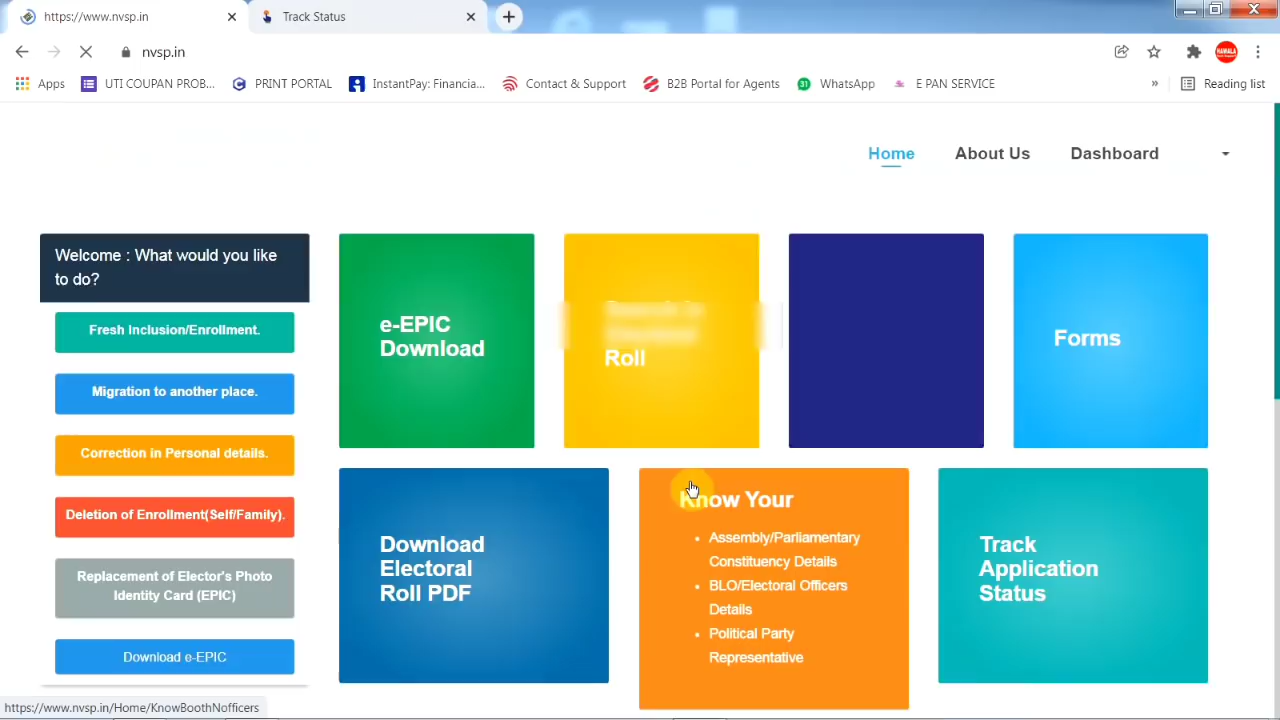 https://www.nvsp.in
Track Status
nvsp.in
Apps
UTI COUPAN PROB...
PRINT PORTAL
InstantPay: Financia...
Contact & Support
B2B Portal for Agents
31
WhatsApp
E PAN SERVICE
»
Reading list
Home
About Us
Dashboard
Welcome : What would you like
to do?
Fresh Inclusion/Enrollment.
Migration to another place.
Correction in Personal details.
Deletion of Enrollment(Self/Family).
Replacement of Elector's Photo
Identity Card (EPIC)
Download e-EPIC
e-EPIC
Download
Roll
Forms
Download
Electoral
Roll PDF
Know Your
• Assembly/Parliamentary
Constituency Details
• BLO/Electoral Officers
Details
• Political Party
Representative
Track
Application
Status
https://www.nvsp.in/Home/KnowBoothNofficers